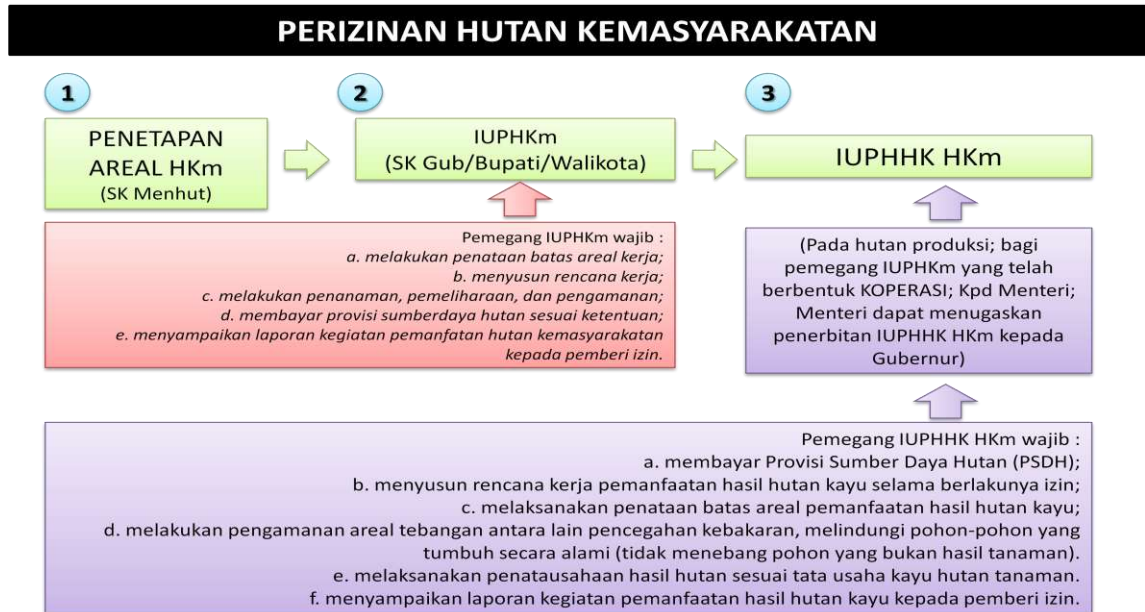 PERIZINAN HUTAN KEMASYARAKATAN
1
PENETAPAN
AREAL HKm
(SK Menhut)
2
IUPHKm
(SK Gub/Bupati/Walikota)
3
IUPHHK HKm
Pemegang IUPHKm wajib :
a. melakukan penataan batas areal kerja;
b. menyusun rencana kerja;
c. melakukan penanaman, pemeliharaan, dan pengamanan;
d. membayar provisi sumberdaya hutan sesuai ketentuan;
e. menyampaikan laporan kegiatan pemanfatan hutan kemasyarakatan
kepada pemberi izin.
(Pada hutan produksi; bagi
pemegang IUPHKm yang telah
berbentuk KOPERASI; Kpd Menteri;
Menteri dapat menugaskan
penerbitan IUPHHK HKm kepada
Gubernur)
Pemegang IUPHHK HKm wajib :
a. membayar Provisi Sumber Daya Hutan (PSDH);
b. menyusun rencana kerja pemanfaatan hasil hutan kayu selama berlakunya izin;
c. melaksanakan penataan batas areal pemanfaatan hasil hutan kayu;
d. melakukan pengamanan areal tebangan antara lain pencegahan kebakaran, melindungi pohon-pohon yang
tumbuh secara alami (tidak menebang pohon yang bukan hasil tanaman).
e. melaksanakan penatausahaan hasil hutan sesuai tata usaha kayu hutan tanaman.
f. menyampaikan laporan kegiatan pemanfaatan hasil hutan kayu kepada pemberi izin.